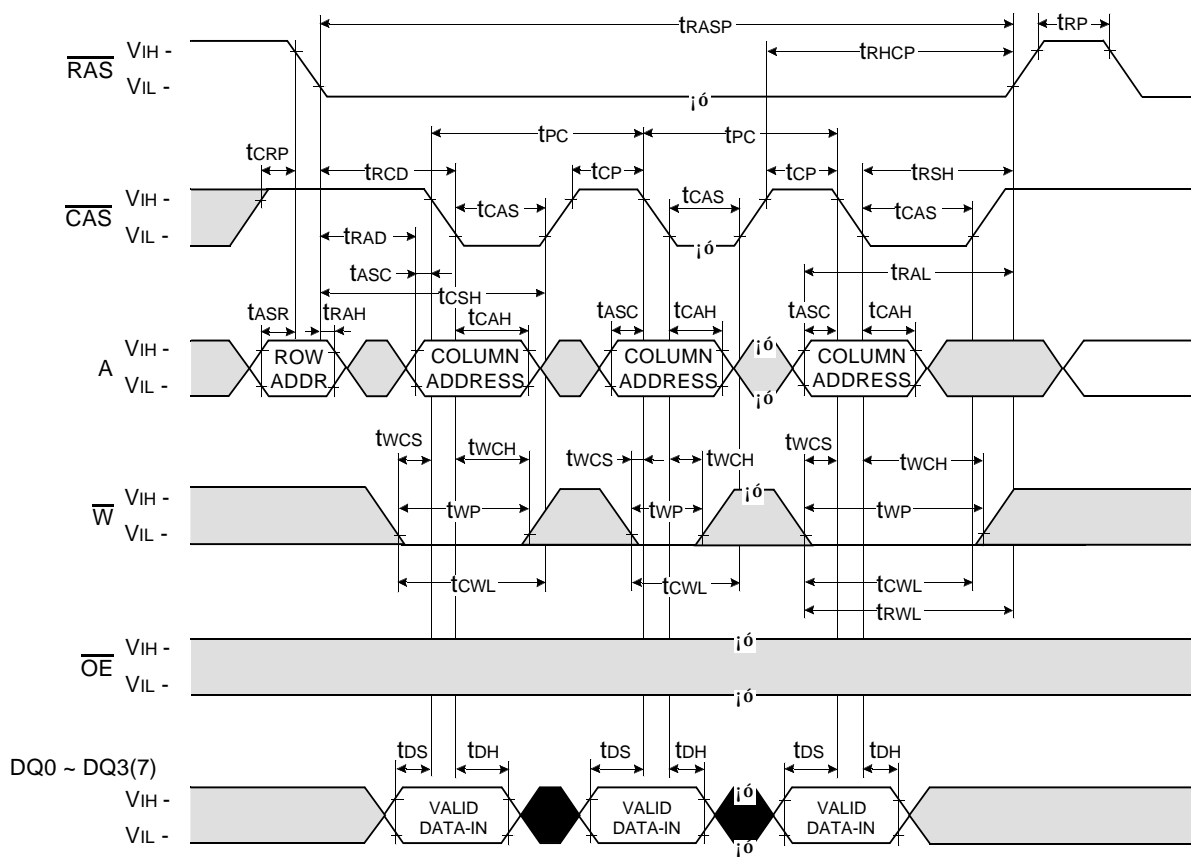 tRASP
tRP
tRHCP
RAS
VIH -
VIL -
¡ó
tPC
tPC
tCRP
tRCD
tCP
tCP
tRSH
CAS
VIH -
VIL -
tCAS
tCAS
tCAS
¡ó
tRAD
tASC
tCSH
tRAL
tASR
tRAH
tCAH
tASC
tCAH
tASC
tCAH
A
VIH -
VIL -
ROW
ADDR
COLUMN
ADDRESS
COLUMN
ADDRESS
¡ó
¡ó
COLUMN
ADDRESS
tWCS
tWCH
tWCS
tWCH
tWCS
tWCH
W
VIH -
VIL -
tWP
tWP
¡ó
tWP
tCWL
tCWL
tCWL
tRWL
OE
VIH -
VIL -
¡ó
¡ó
tDS
tDH
tDS
tDH
tDS
tDH
DQ0 ~ DQ3(7)
VIH -
VIL -
VALID
DATA-IN
VALID
DATA-IN
¡ó
¡ó
VALID
DATA-IN